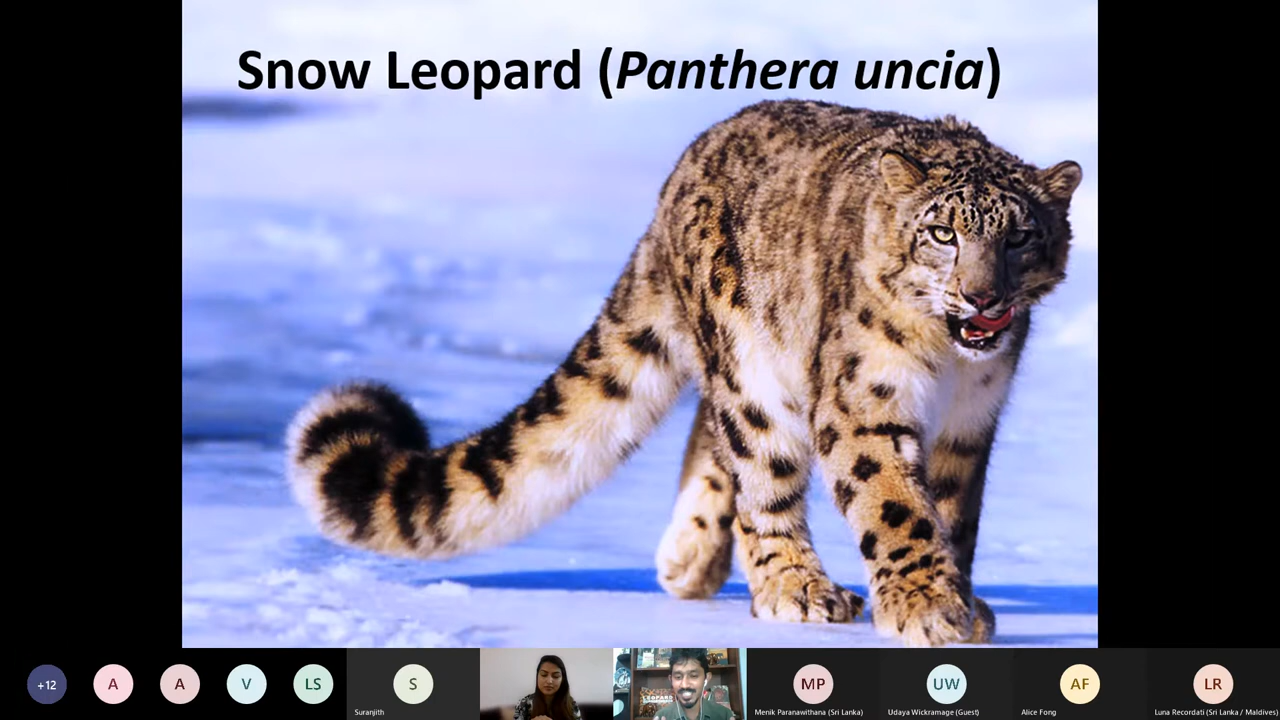 Snow Leopard (Panthera uncia)
+12
A
A
V
LS
S
Suranjith
LEOPARD
MP
Menik Paranawithana (Sri Lanka)
UW
Udaya Wickramage (Guest)
AF
Alice Fong
LR
Luna Recordati (Sri Lanka / Maldives)